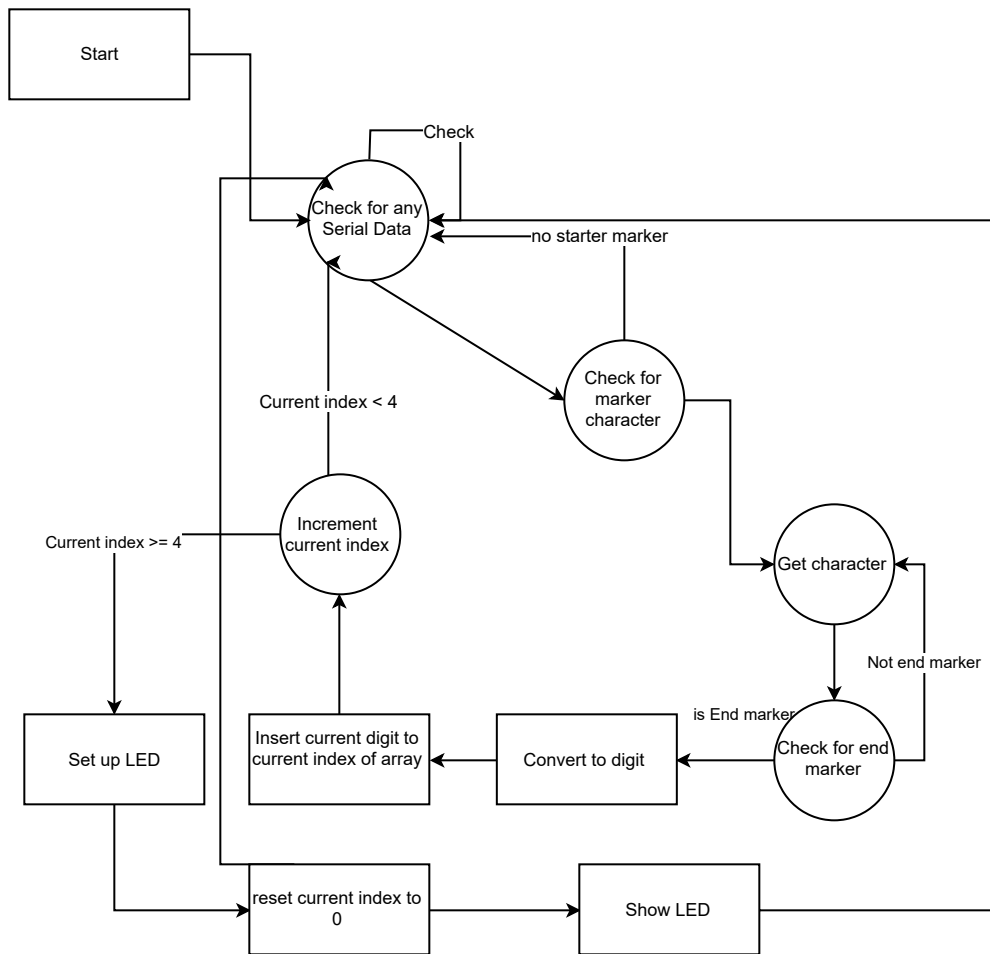 Start
Check
Check for any
Serial Data
no starter marker
Check for
marker
character
Current index < 4
Increment
current index
Current index >= 4
Get character
Not end marker
is End marker
Set up LED
Insert current digit to
current index of array
Convert to digit
Check for end
marker
reset current index to
0
Show LED